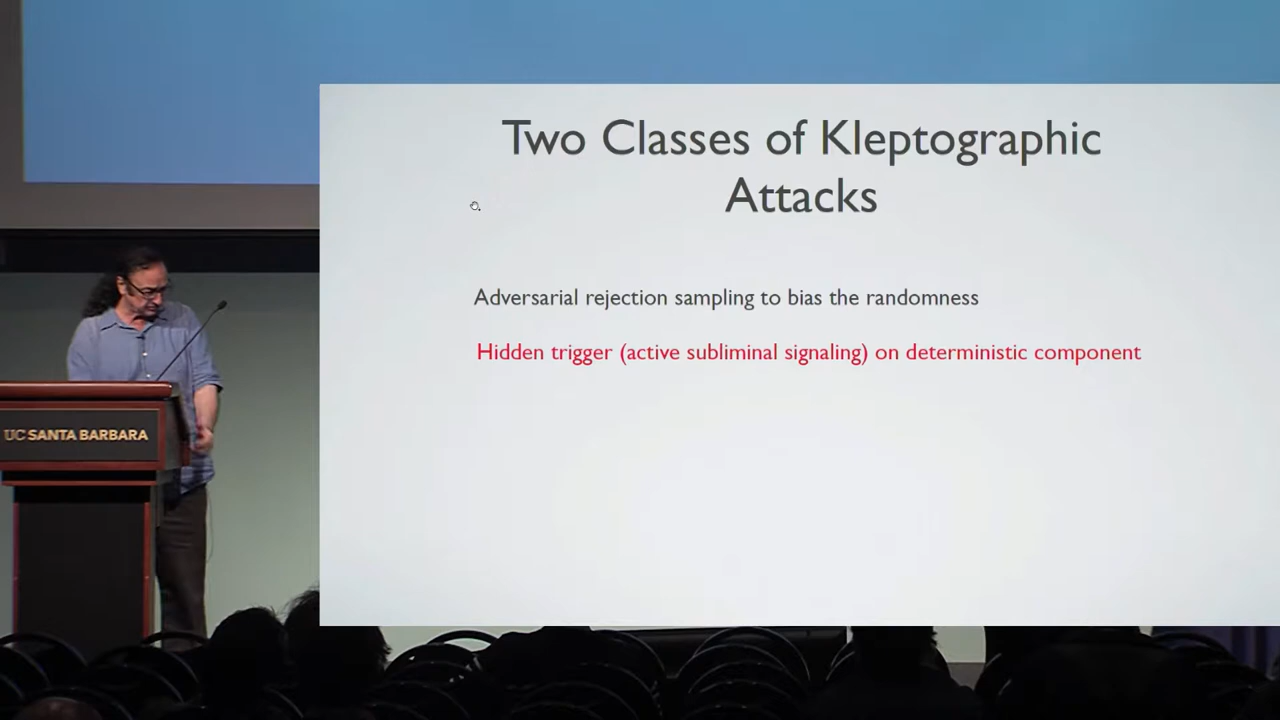 Two Classes of Kleptographic
Attacks
Adversarial rejection sampling to bias the randomness
Hidden trigger (active subliminal signaling) on deterministic component
UC SANTA BARBARA